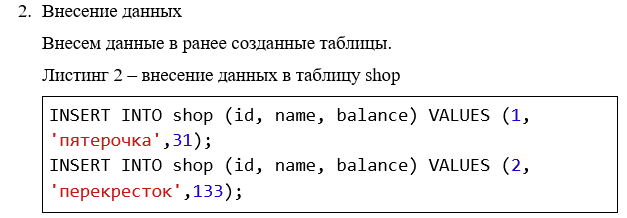 2. Внесение данных
Внесем данные в ранее созданные таблицы.
Листинг 2 – внесение данных в таблицу shop
INSERT INTO shop (id, name, balance) VALUES (1,
'пятерочка',31);
INSERT INTO shop (id, name, balance) VALUES (2,
'перекресток',133);